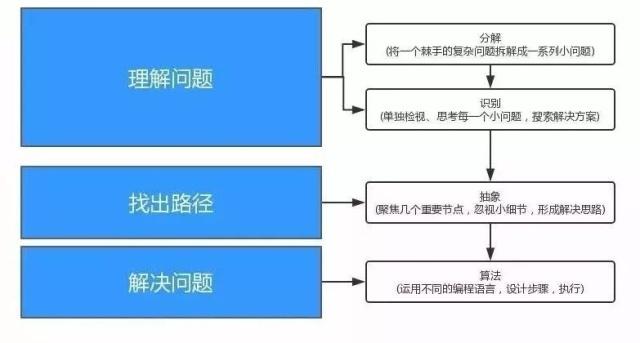 理解问题
分解
(将一个棘手的复杂问题拆解成一系列小问题)
识别
(单独检视、思考每一个小问题，搜索解决方案)
找出路径
抽象
(聚焦几个重要节点，忽视小细节，形成解决思路)
解决问题
算法
(运用不同的编程语言，设计步骤，执行)